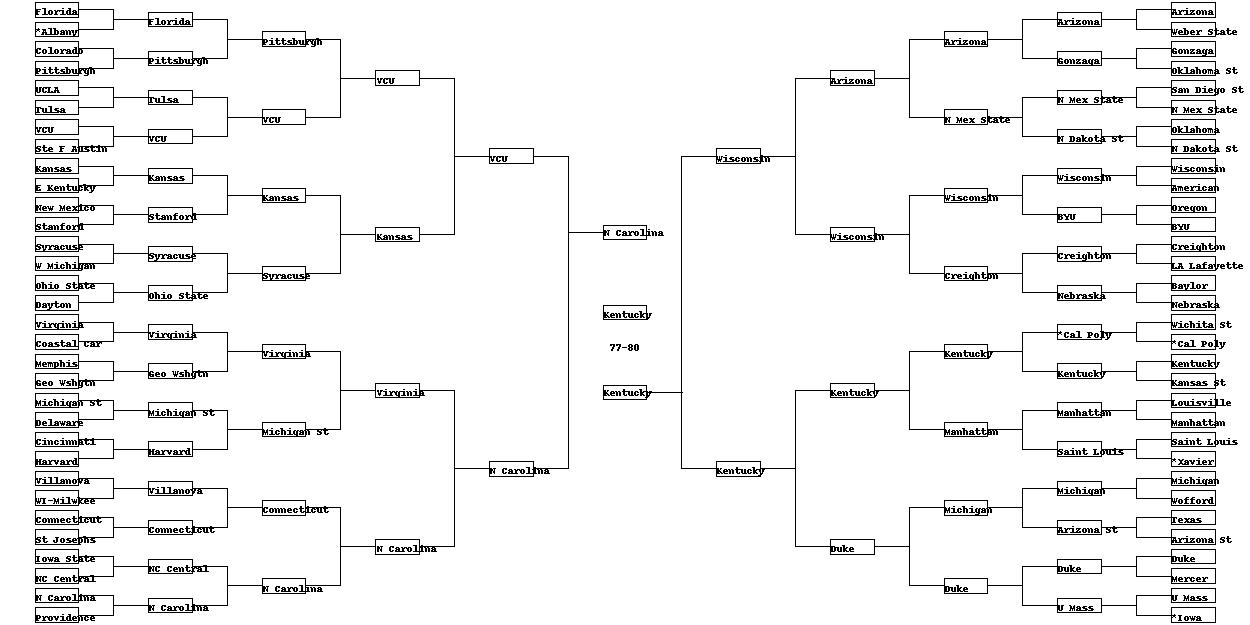 Florida
*Albany
Colorado
Pittsburgh
UCLA
Tulsa
VCU
Ste F Austin
Kansas
E Kentucky
New Mexico
Stanford
Syracuse
W Michigan
Ohio State
Dayton
Virginia
Coastal Car
Memphis
Geo Wshgtn
Michigan St
Delaware
Cincinnati
Harvard
Villanova
WI-Milwkee
Connecticut
St Josephs
Iowa State
NC Central
N Carolina
Providence
Florida
Pittsburgh
Tulsa
VCU
Kansas
Stanford
Syracuse
Ohio State
Virginia
Geo Wshgtn
Michigan St
Harvard
Villanova
Connecticut
NC Central
N Carolina
Pittsburgh
VCU
Kansas
Syracuse
Virginia
Michigan St
Connecticut
N Carolina
VCU
Kansas
Virginia
N Carolina
VCU
N Carolina
N Carolina
Kentucky
77-80
Kentucky
Wisconsin
Kentucky
Arizona
Wisconsin
Kentucky
Duke
Arizona
N Mex State
Wisconsin
Creighton
Kentucky
Manhattan
Michigan
Duke
Arizona
Gonzaga
N Mex State
N Dakota St
Wisconsin
BYU
Creighton
Nebraska
*Cal Poly
Kentucky
Manhattan
Saint Louis
Michigan
Arizona St
Duke
U Mass
Arizona
Weber State
Gonzaga
Oklahoma St
San Diego St
N Mex State
Oklahoma
N Dakota St
Wisconsin
American
Oregon
BYU
Creighton
LA Lafayette
Baylor
Nebraska
Wichita St
*Cal Poly
Kentucky
Kansas St
Louisville
Manhattan
Saint Louis
*Xavier
Michigan
Wofford
Texas
Arizona St
Duke
Mercer
U Mass
*Iowa